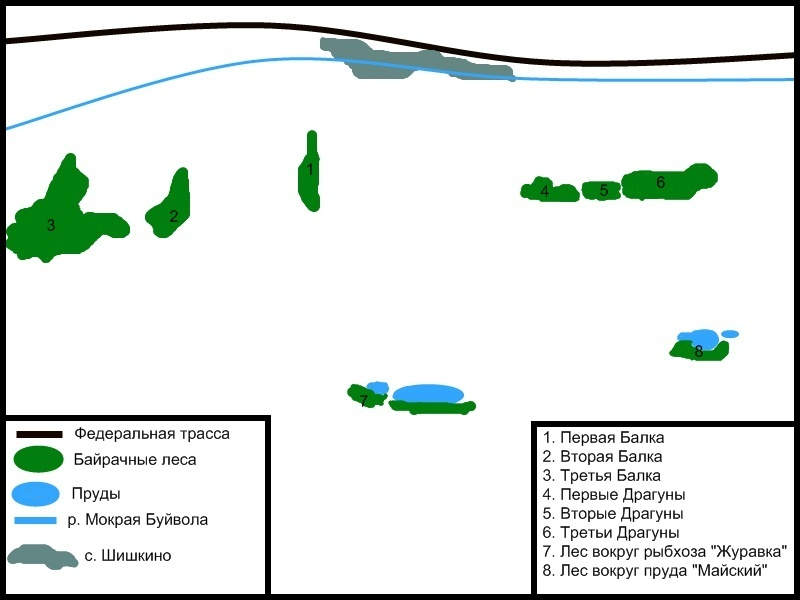 1
2
3
4
5
6
7
8
Федеральная трасса
Байрачные леса
Пруды
р. Мокрая Буйвола
с. Шишкино
1. Первая Балка
2. Вторая Балка
3. Третья Балка
4. Первые Драгуны
5. Вторые Драгуны
6. Третьи Драгуны
7. Лес вокруг рыбхоза "Журавка"
8. Лес вокруг пруда "Майский"